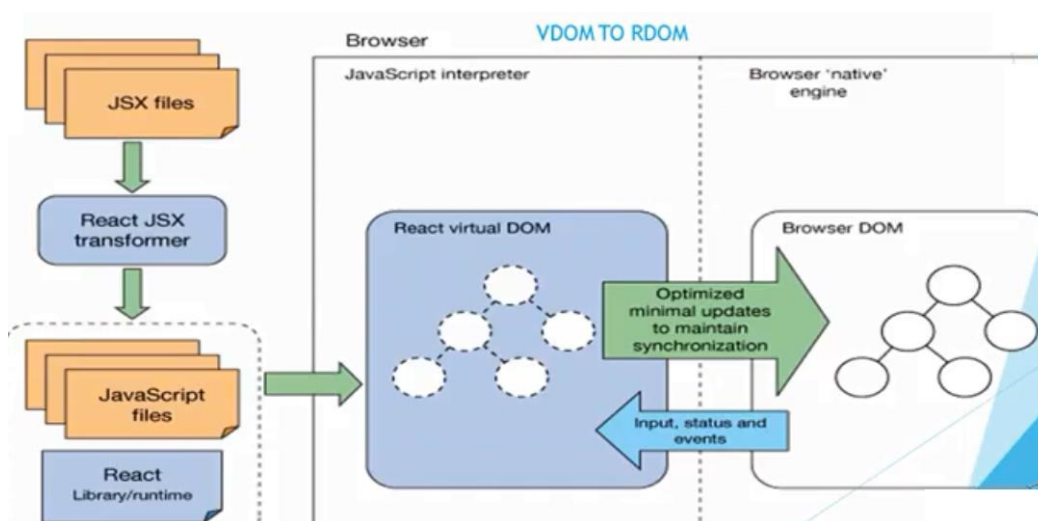 VDOM TO RDOM
Browser
JavaScript interpreter
Browser 'native'
engine
JSX files
React JSX
transformer
React virtual DOM
Browser DOM
Optimized
minimal updates
to maintain
synchronization
JavaScript
files
Input, status and
events
React
Library/runtime